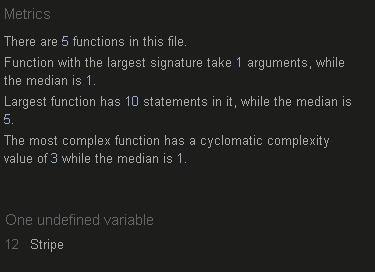 Metrics
There are 5 functions in this file.
Function with the largest signature take 1 arguments, while
the median is 1.
Largest function has 10 statements in it, while the median is
5.
The most complex function has a cyclomatic complexity
value of 3 while the median is 1.
One undefined variable
12 Stripe